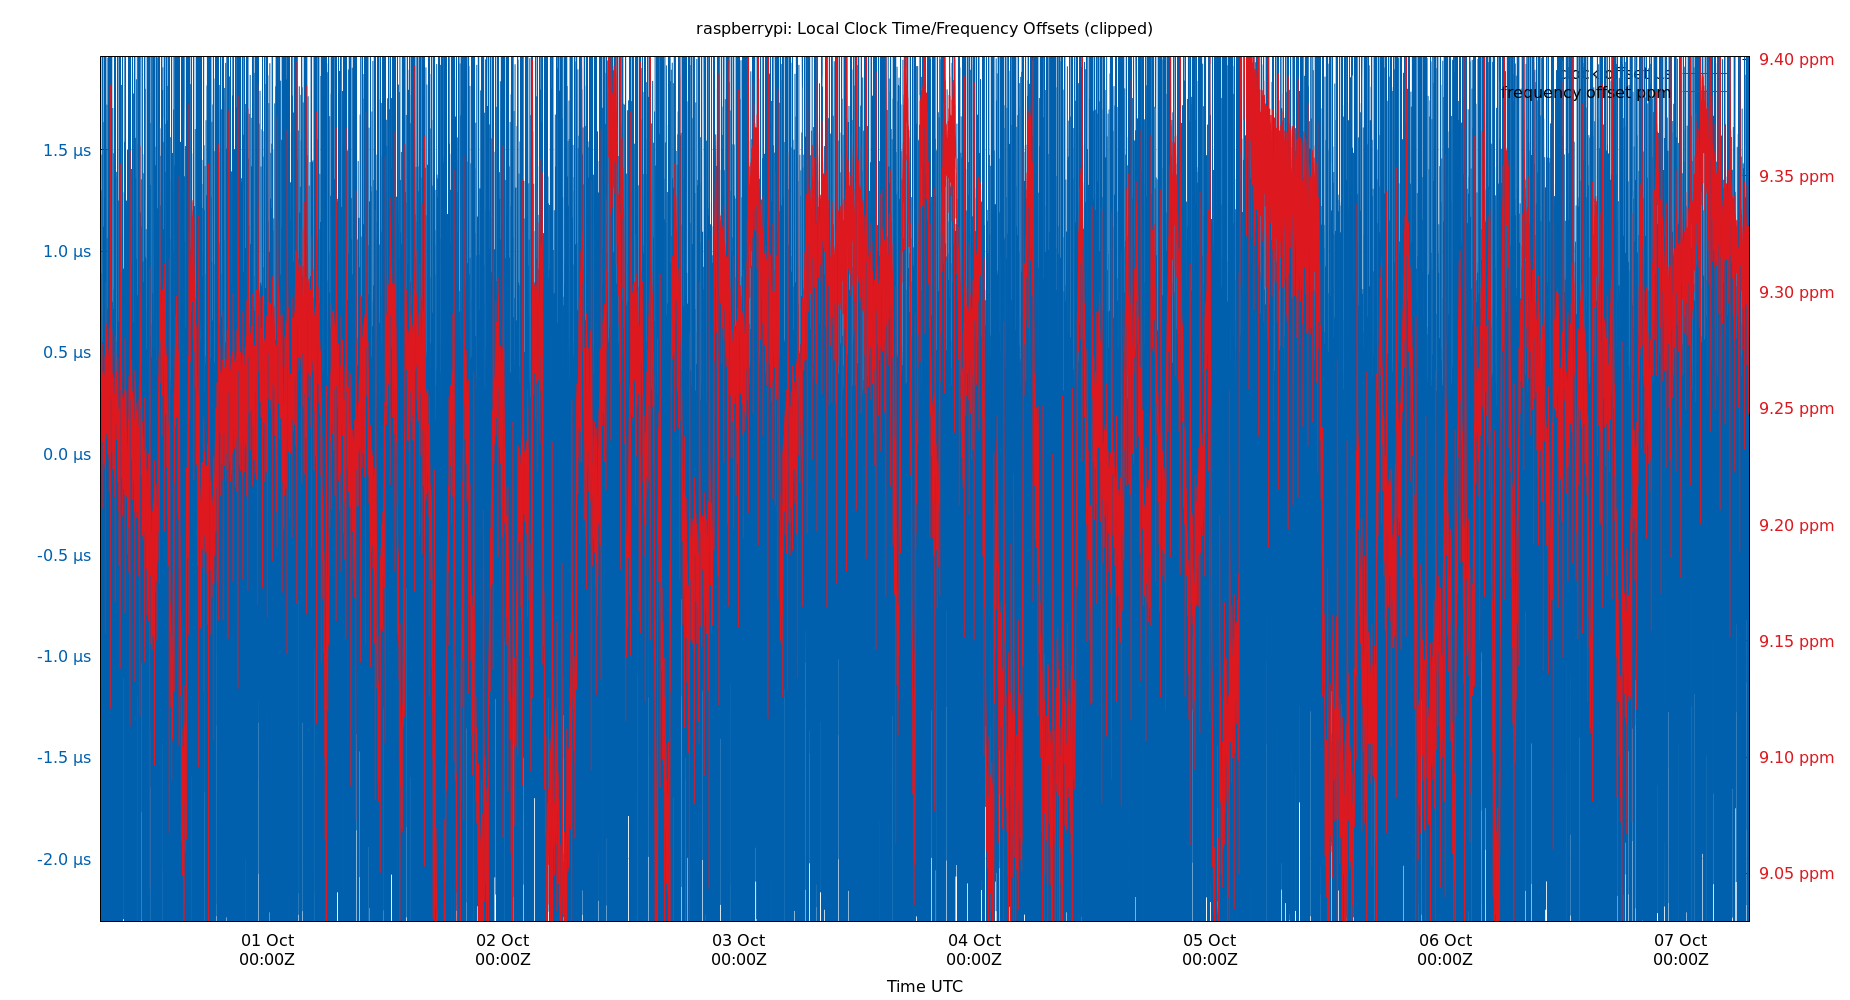 raspberrypi: Local Clock Time/Frequency Offsets (clipped)
clock offset µs
frequency offset ppm
1.5 µs
1.0 µs
0.5 µs
0.0 µs
-0.5 µs
-1.0 µs
-1.5 µs
-2.0 µs
9.40 ppm
9.35 ppm
9.30 ppm
9.25 ppm
9.20 ppm
9.15 ppm
9.10 ppm
9.05 ppm
01 Oct 02 Oct 03 Oct 04 Oct 05 Oct 06 Oct 07 Oct
00:00Z 00:00Z 00:00Z 00:00Z 00:00Z 00:00Z 00:00Z
Time UTC